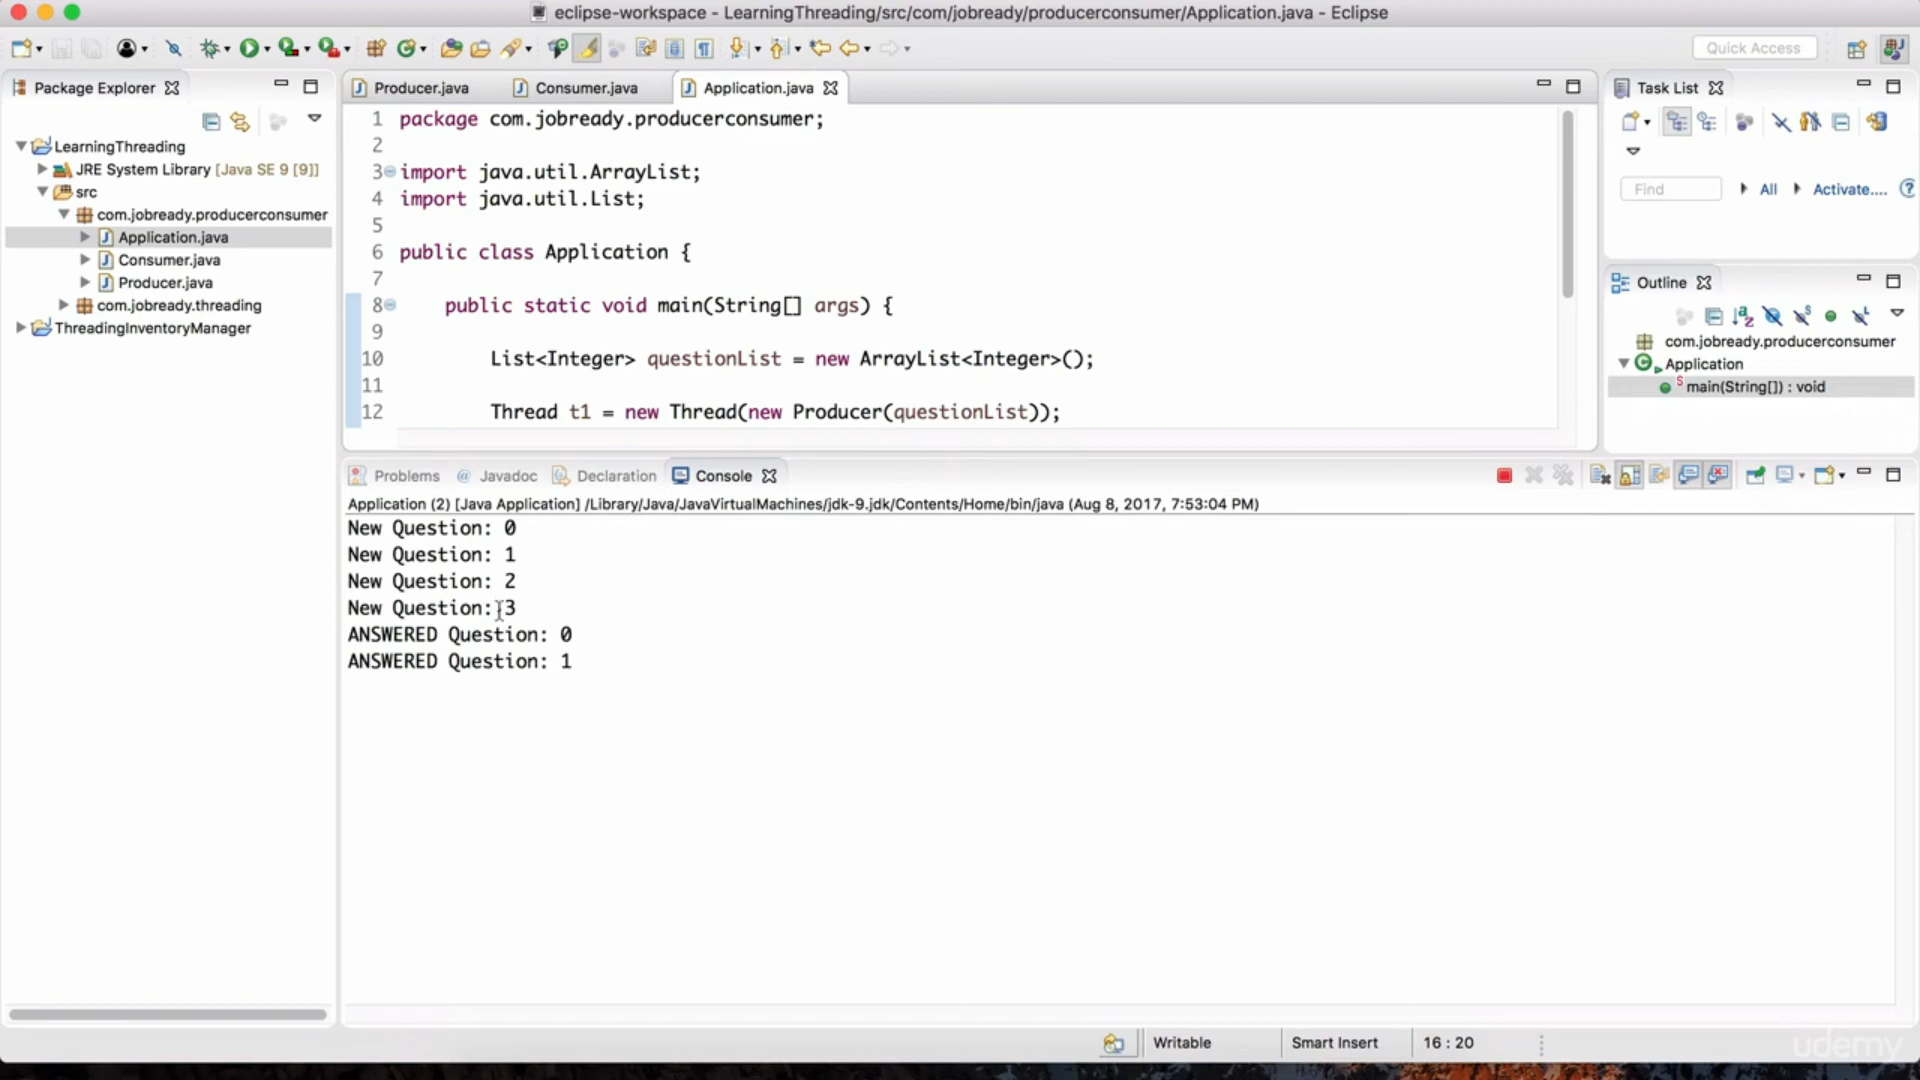 eclipse-workspace - LearningThreading/src/com/jobready/producerconsumer/Application.java - Eclipse
Quick Access
Package Explorer
LearningThreading
JRE System Library [Java SE 9 [9]]
src
com.jobready.producerconsumer
Application.java
Consumer.java
Producer.java
com.jobready.threading
ThreadingInventoryManager
Producer.java
Consumer.java
Application.java
1 package com.jobready.producerconsumer;
2
3 import java.util.ArrayList;
4 import java.util.List;
5
6 public class Application {
7
8 public static void main(String[] args) {
9
10 List<Integer> questionList = new ArrayList<Integer>();
11
12 Thread t1 = new Thread(new Producer(questionList));
Task List
Find
All
Activate....
Outline
com.jobready.producerconsumer
Application
main(String[]) : void
Problems
Javadoc
Declaration
Console
Application (2) [Java Application] /Library/Java/JavaVirtualMachines/jdk-9.jdk/Contents/Home/bin/java (Aug 8, 2017, 7:53:04 PM)
New Question: 0
New Question: 1
New Question: 2
New Question: 3
ANSWERED Question: 0
ANSWERED Question: 1
Writable
Smart Insert
16 : 20
udemy